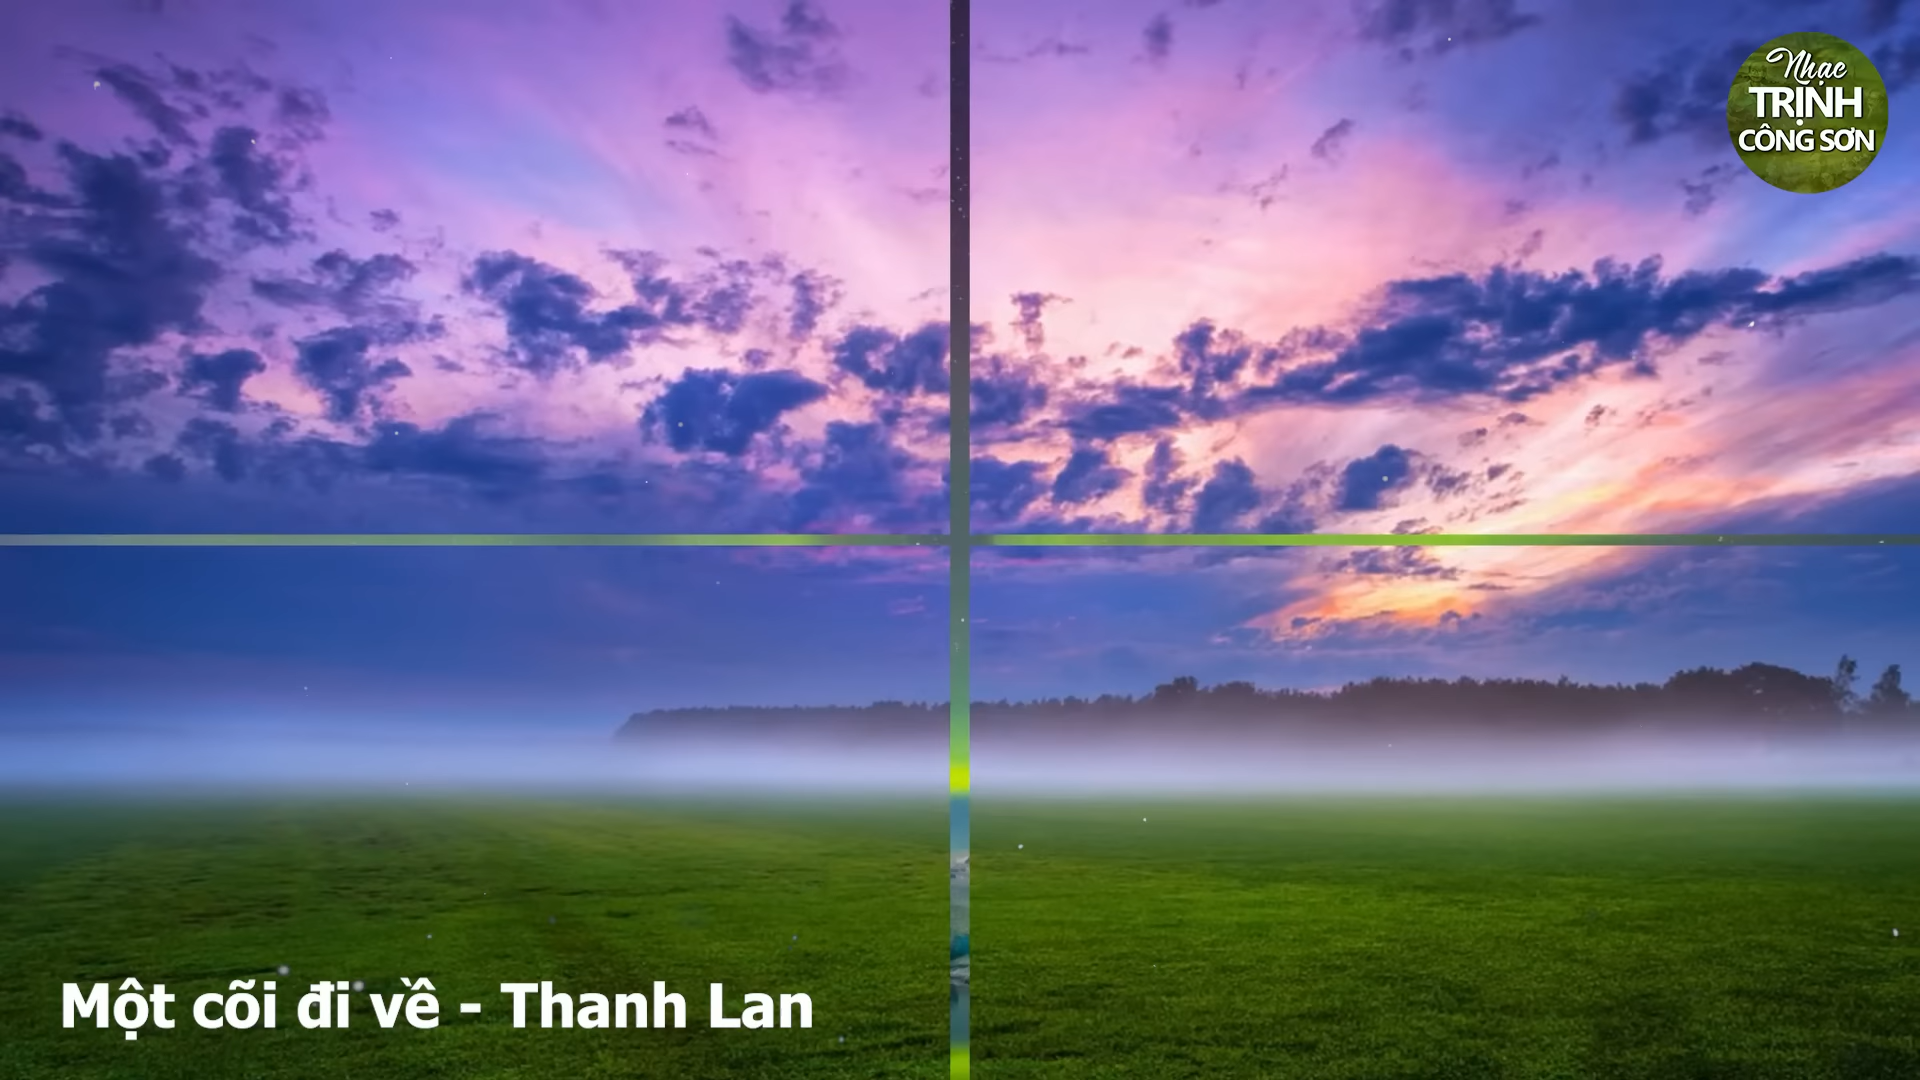 Nhạc
TRỊNH
CÔNG SƠN
Một cõi đi về - Thanh Lan